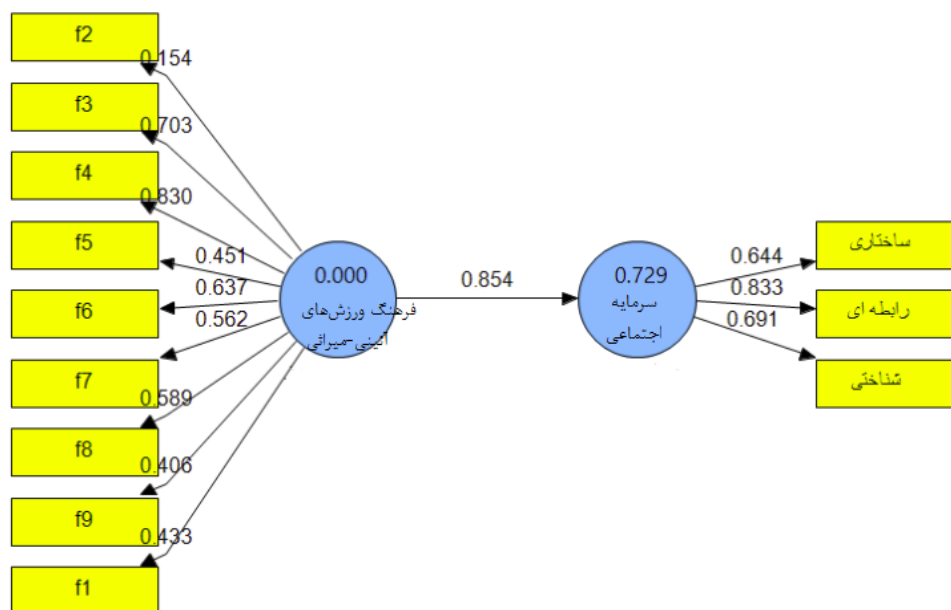 f2
0.154
f3
0.703
f4
0.830
f5
0.451
f6
0.637
0.562
f7
0.589
f8
0.406
f9
0.433
f1
0.000
فرهنگ ورزش‌های
آئینی-میراثی
0.854
0.729
سرمایه
اجتماعی
0.644
ساختاری
0.833
رابطه ای
0.691
شناختی